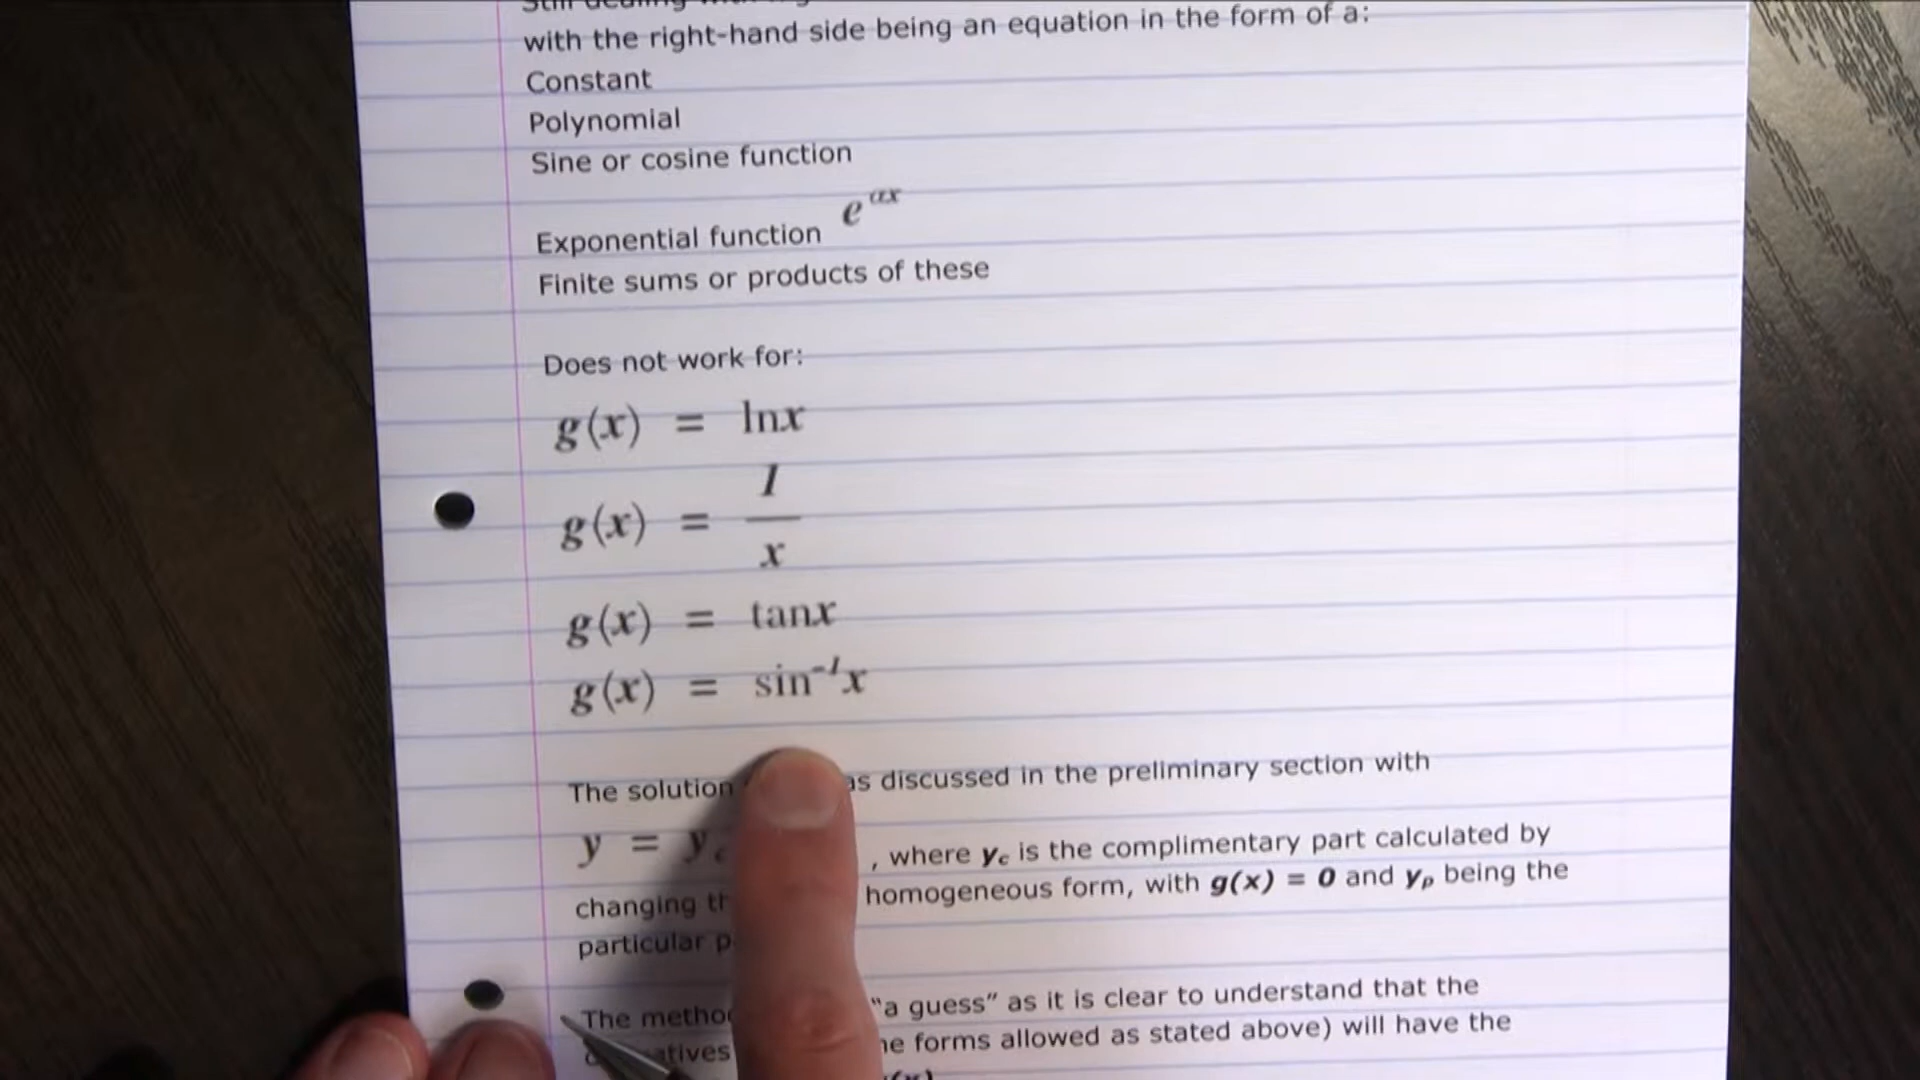 with the right-hand side being an equation in the form of a:
Constant
Polynomial
Sine or cosine function
Exponential function e^{αx}
Finite sums or products of these
Does not work for:
g(x) = lnx
g(x) = 1/x
g(x) = tanx
g(x) = sin⁻¹x
The solution as discussed in the preliminary section with
y = y_c , where y_c is the complimentary part calculated by
changing homogeneous form, with g(x) = 0 and y_p being the
particular
The "a guess" as it is clear to understand that the
forms allowed as stated above) will have the